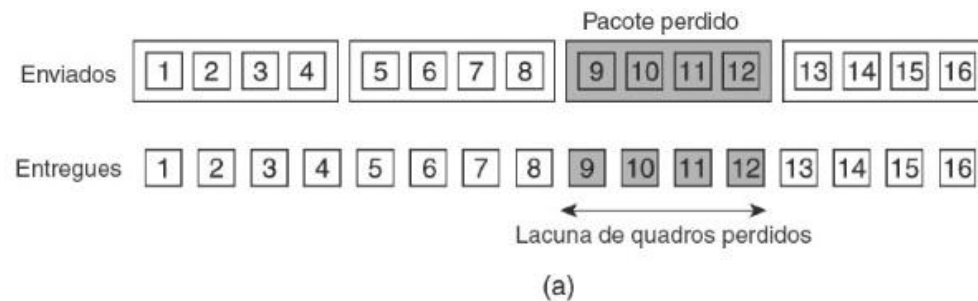 Pacote perdido
Enviados 1 2 3 4 5 6 7 8 9 10 11 12 13 14 15 16
Entregues 1 2 3 4 5 6 7 8 9 10 11 12 13 14 15 16
Lacuna de quadros perdidos
(a)